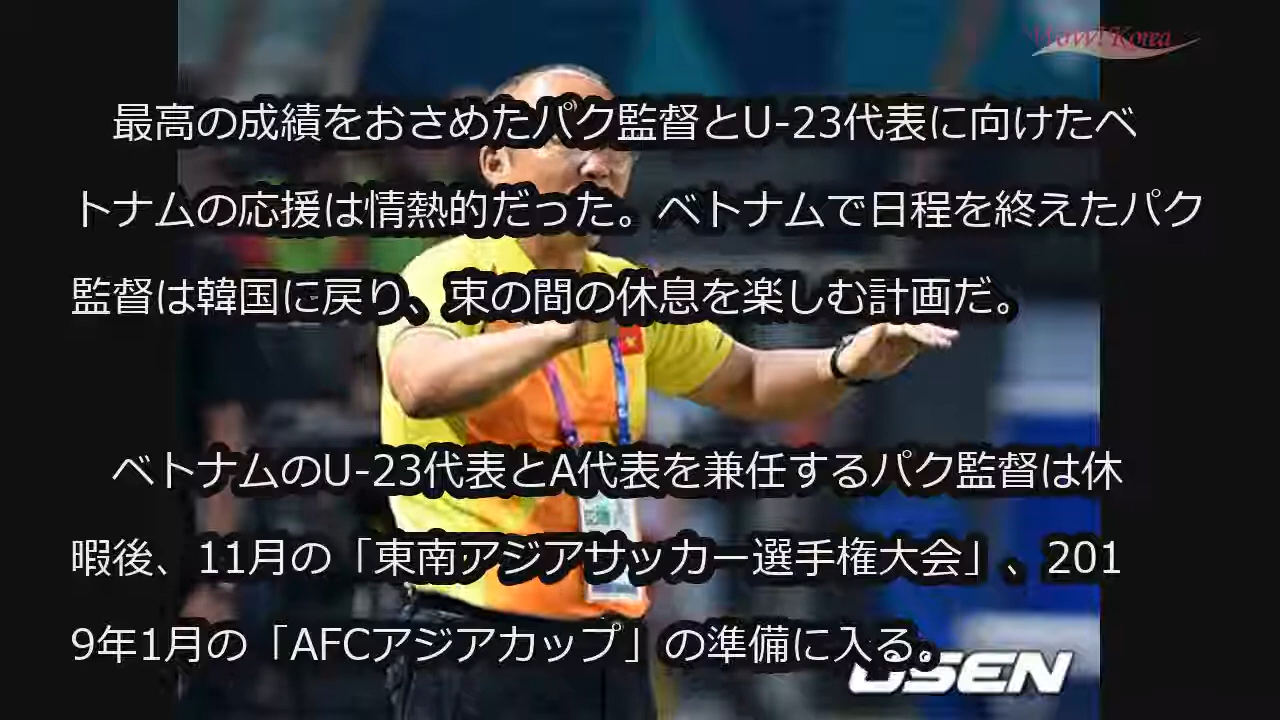 Wow! Korea
最高の成績をおさめたパク監督とU-23代表に向けたベ
トナムの応援は情熱的だった。ベトナムで日程を終えたパク
監督は韓国に戻り、束の間の休息を楽しむ計画だ。
ベトナムのU-23代表とA代表を兼任するパク監督は休
暇後、11月の「東南アジアサッカー選手権大会」、201
9年1月の「AFCアジアカップ」の準備に入る。
OSEN